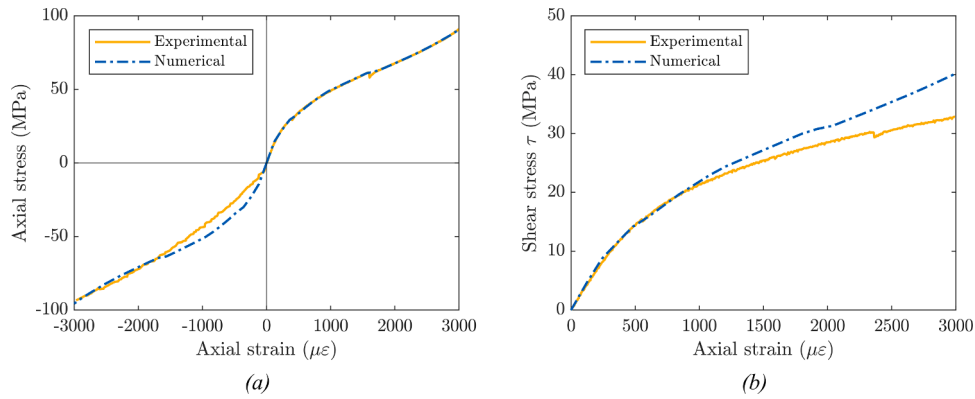 100
50
0
-50
-100
Axial stress (MPa)
Experimental
Numerical
-3000 -2000 -1000 0 1000 2000 3000
Axial strain (με)
(a)
50
40
30
20
10
0
Shear stress τ (MPa)
Experimental
Numerical
0 500 1000 1500 2000 2500 3000
Axial strain (με)
(b)